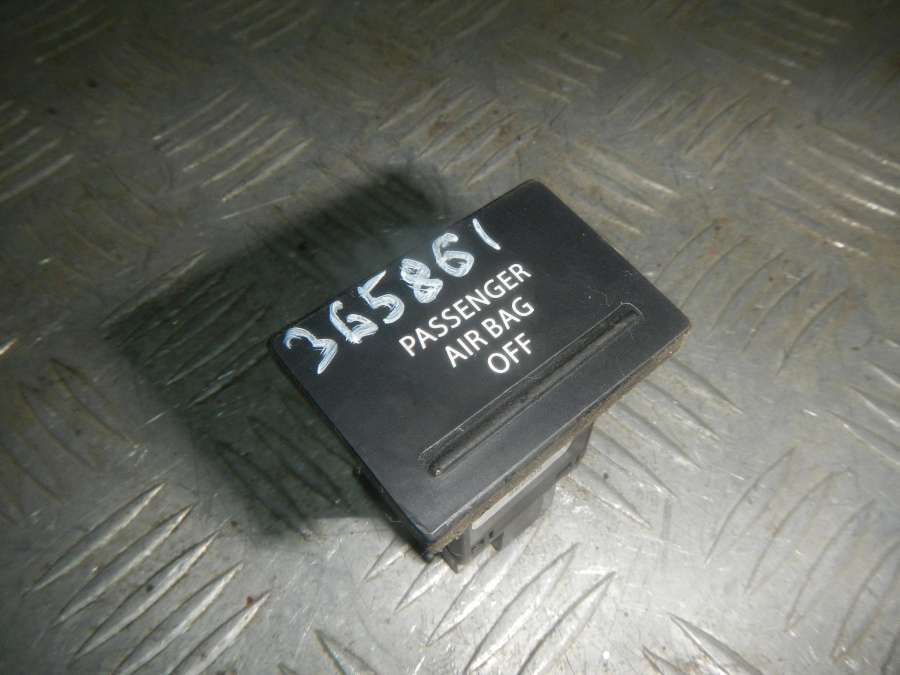 365861
PASSENGER
AIR BAG
OFF